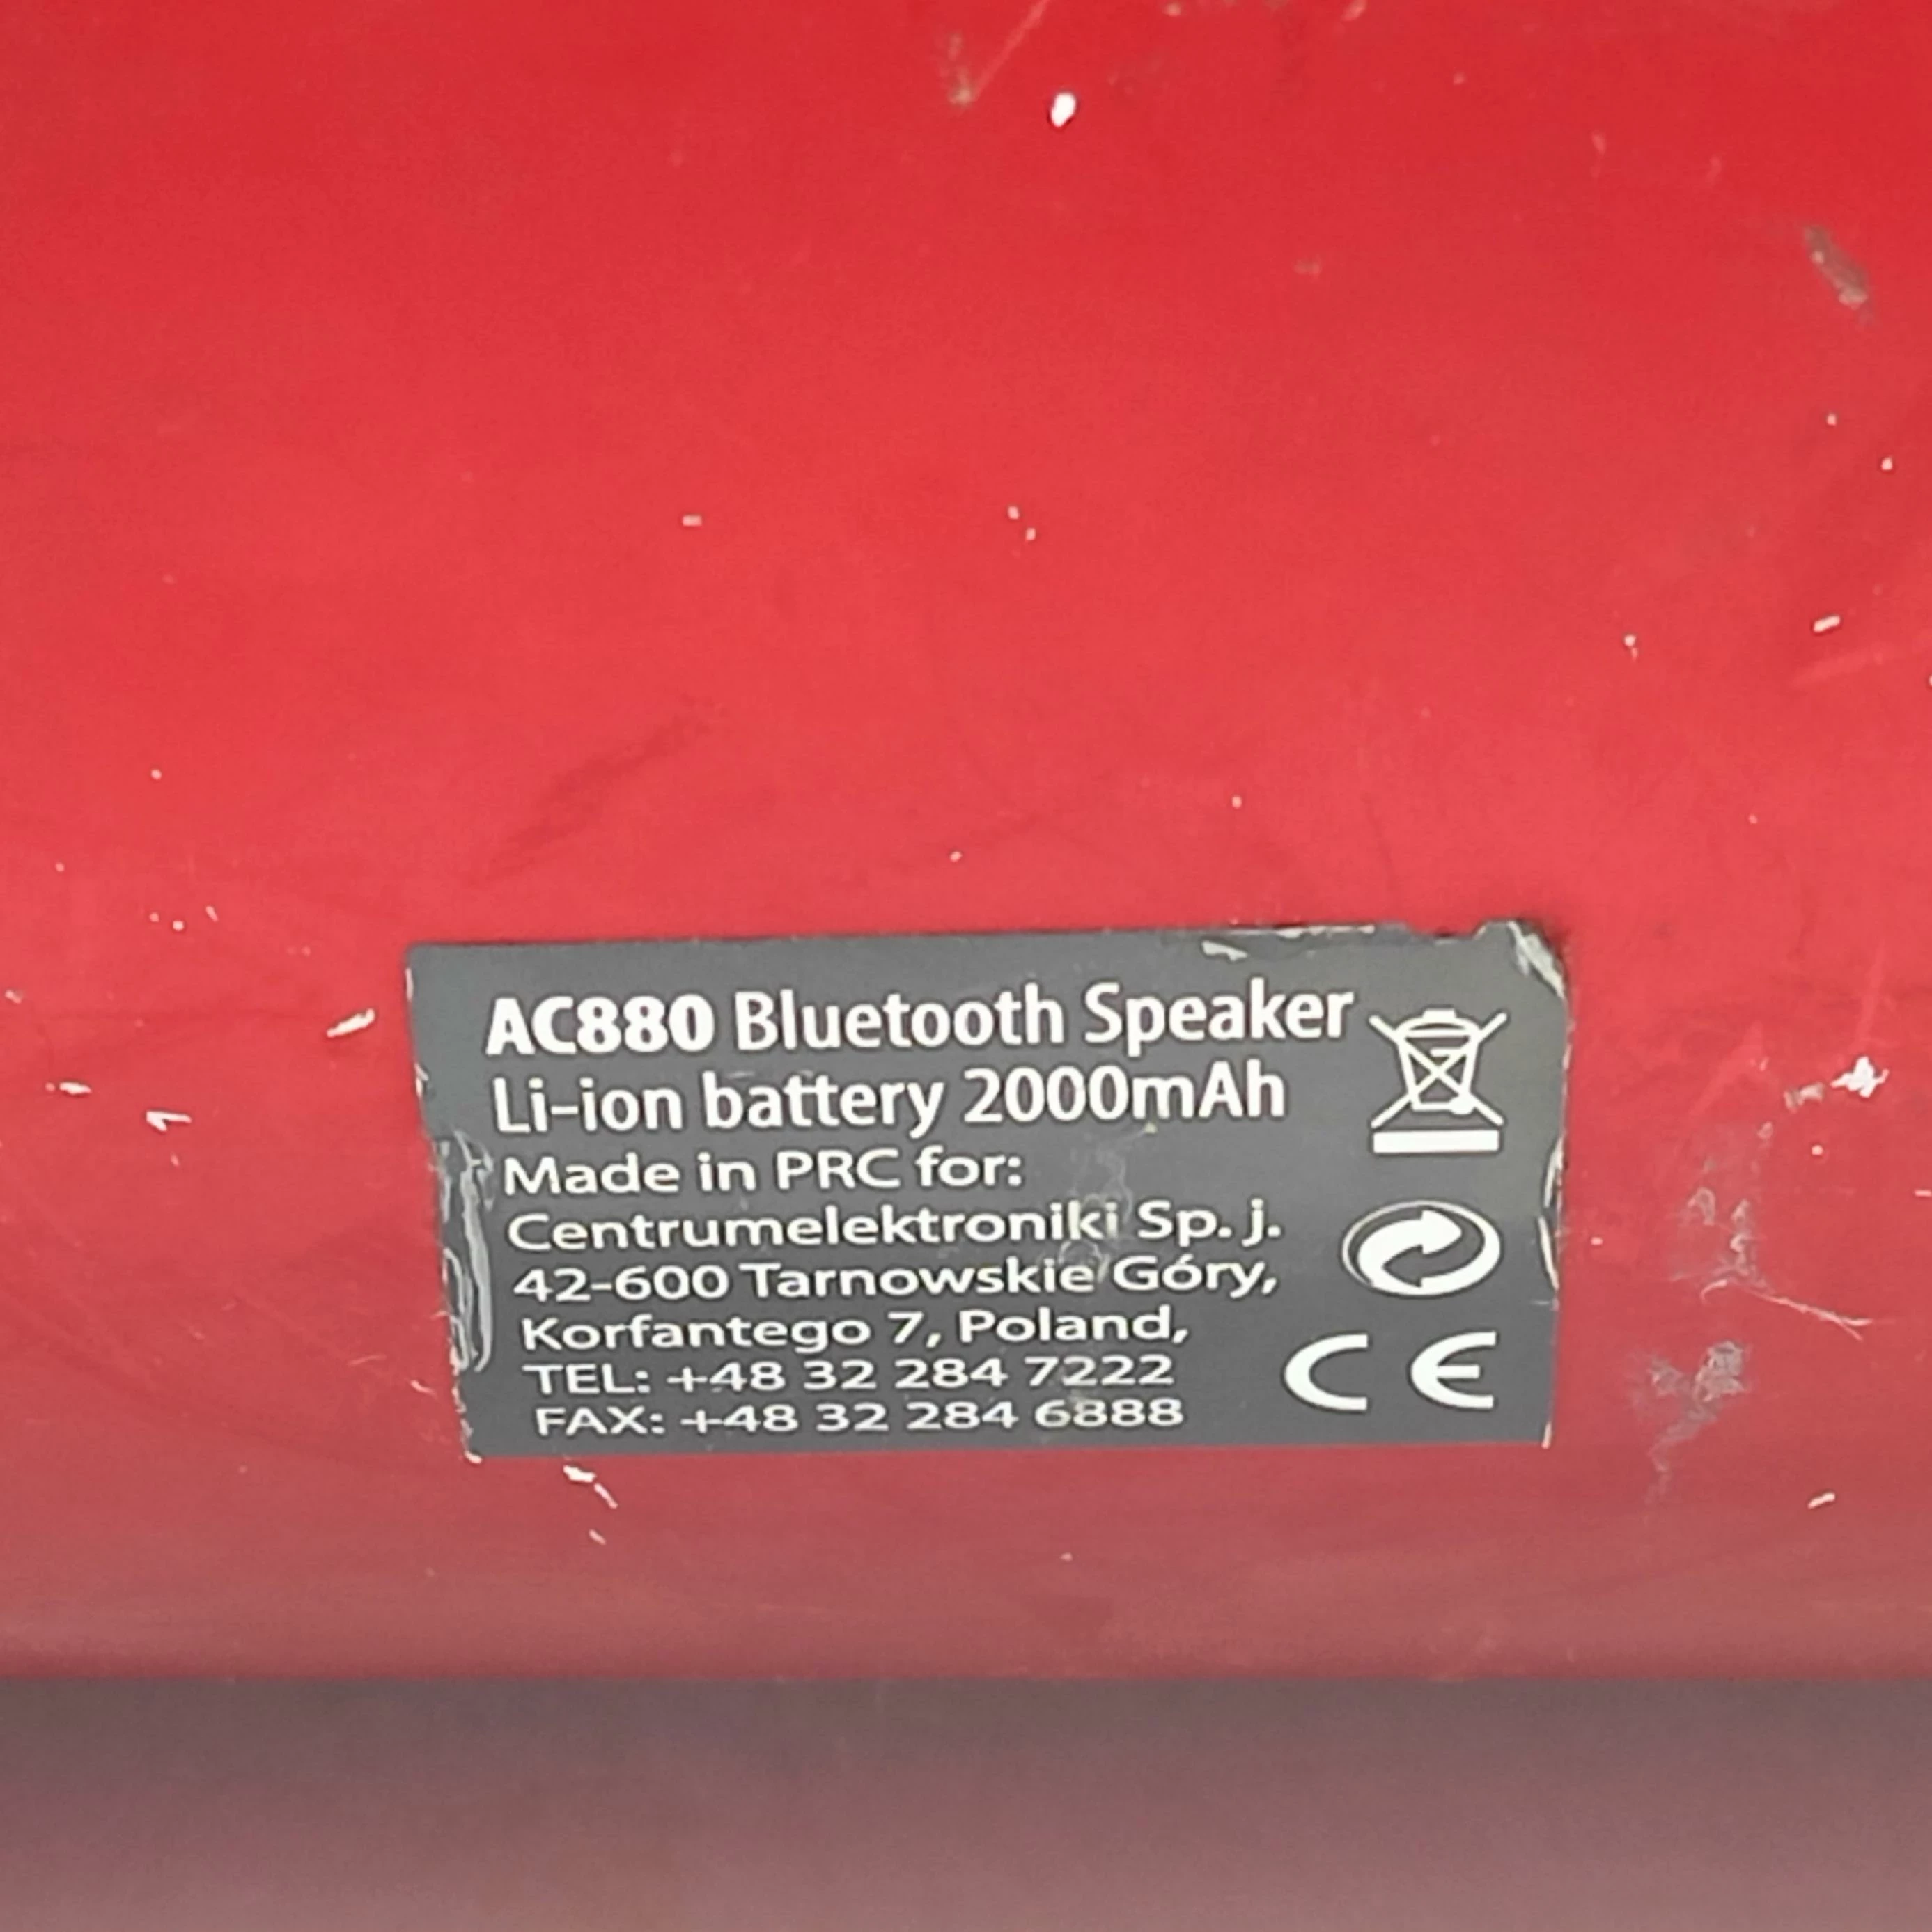 AC880 Bluetooth Speaker
Li-ion battery 2000mAh
Made in PRC for:
Centrumelektroniki Sp. j.
42-600 Tarnowskie Góry,
Korfantego 7, Poland,
TEL: +48 32 284 7222
FAX: +48 32 284 6888
CE